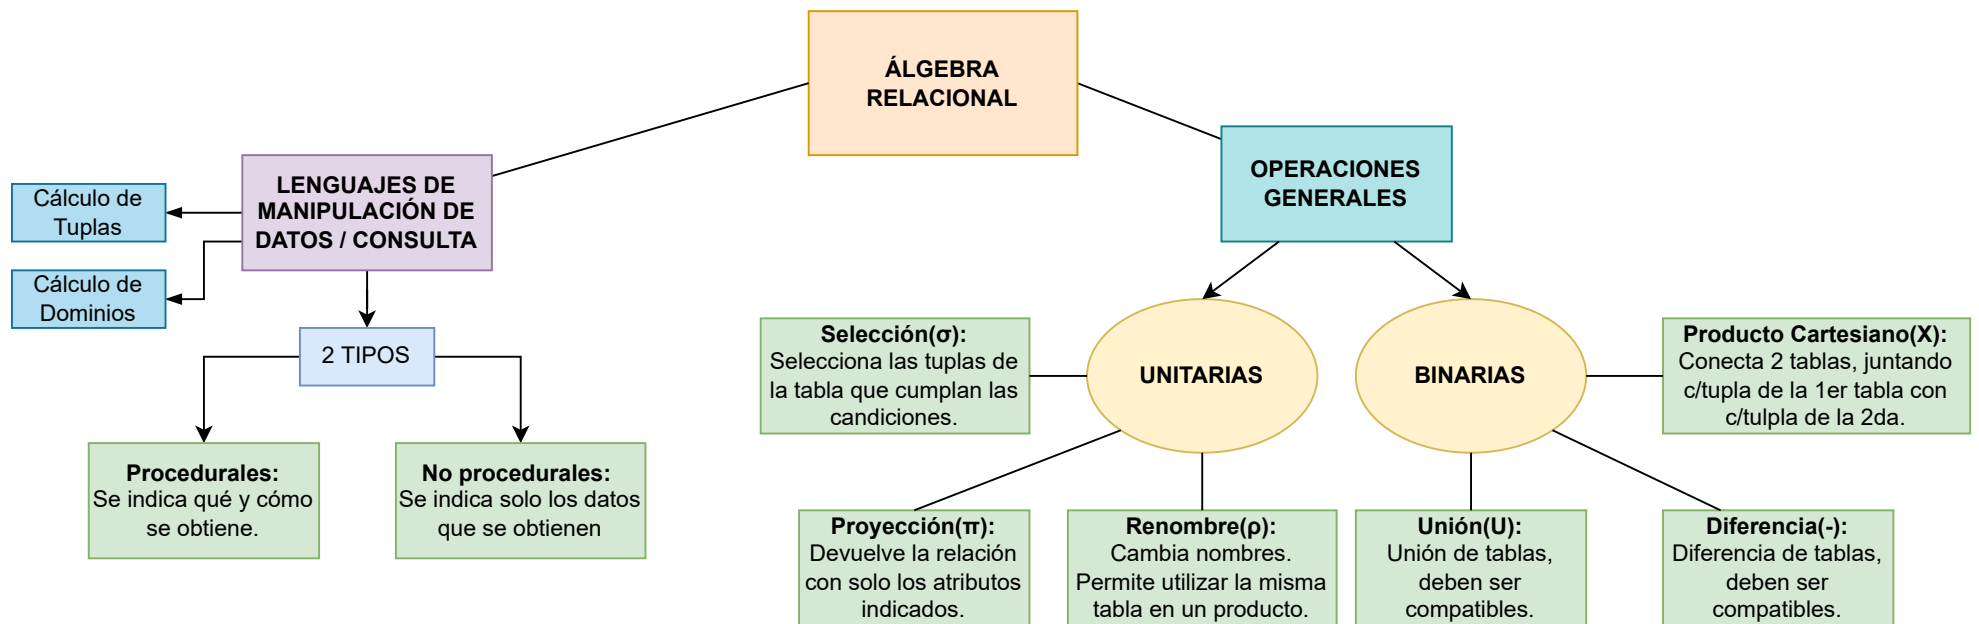 ÁLGEBRA
RELACIONAL
LENGUAJES DE
MANIPULACIÓN DE
DATOS / CONSULTA
Cálculo de
Tuplas
Cálculo de
Dominios
2 TIPOS
Procedurales:
Se indica qué y cómo
se obtiene.
No procedurales:
Se indica solo los datos
que se obtienen
OPERACIONES
GENERALES
UNITARIAS
Selección(σ):
Selecciona las tuplas de
la tabla que cumplan las
candiciones.
Proyección(π):
Devuelve la relación
con solo los atributos
indicados.
Renombre(ρ):
Cambia nombres.
Permite utilizar la misma
tabla en un producto.
BINARIAS
Producto Cartesiano(X):
Conecta 2 tablas, juntando
c/tupla de la 1er tabla con
c/tulpla de la 2da.
Unión(U):
Unión de tablas,
deben ser
compatibles.
Diferencia(-):
Diferencia de tablas,
deben ser
compatibles.